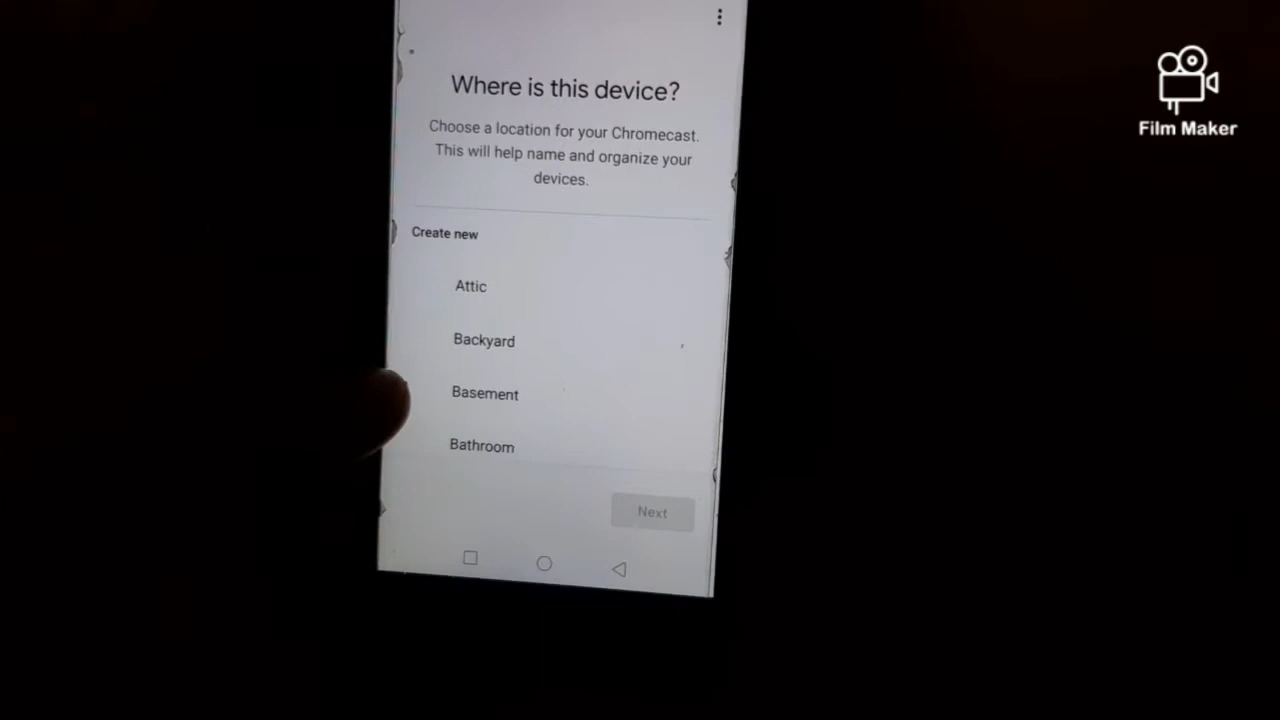 Where is this device?
Choose a location for your Chromecast.
This will help name and organize your
devices.
Create new
Attic
Backyard
Basement
Bathroom
Next
Film Maker